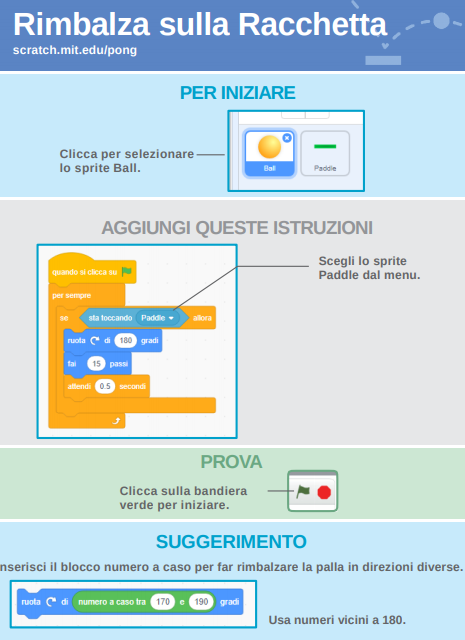 Rimbalza sulla Racchetta
scratch.mit.edu/pong
PER INIZIARE
Clicca per selezionare
lo sprite Ball.
Ball
Paddle
AGGIUNGI QUESTE ISTRUZIONI
quando si clicca su
per sempre
se sta toccando Paddle allora
ruota di 180 gradi
fai 15 passi
attendi 0.5 secondi
Scegli lo sprite
Paddle dal menu.
PROVA
Clicca sulla bandiera
verde per iniziare.
SUGGERIMENTO
nserisci il blocco numero a caso per far rimbalzare la palla in direzioni diverse.
ruota di numero a caso tra 170 e 190 gradi
Usa numeri vicini a 180.